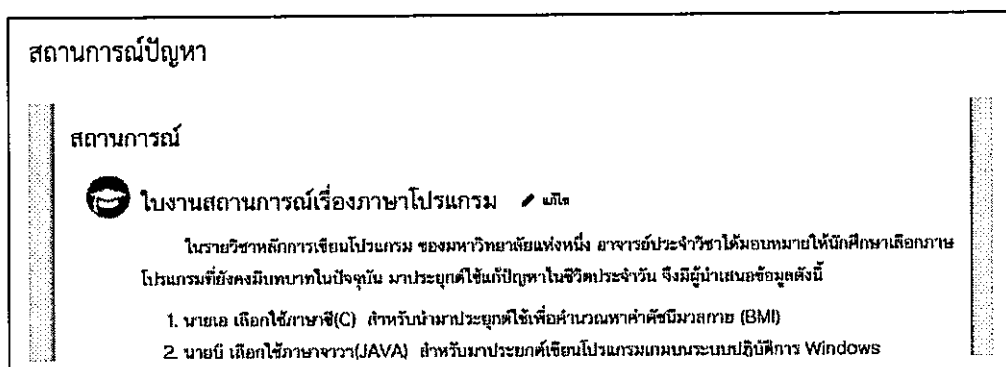 สถานการณ์ปัญหา
สถานการณ์
ใบงานสถานการณ์เรื่องภาษาโปรแกรม แก้ไข
ในรายวิชาหลักการเขียนโปรแกรม ของมหาวิทยาลัยแห่งหนึ่ง อาจารย์ประจำวิชาได้มอบหมายให้นักศึกษาเลือกภาษ
โปรแกรมที่ยังคงมีบทบาทในปัจจุบัน มาประยุกต์ใช้แก้ปัญหาในชีวิตประจำวัน จึงมีผู้นำเสนอข้อมูลดังนี้
1. นายเอ เลือกใช้ภาษาซี(C) สำหรับนำมาประยุกต์ใช้เพื่อคำนวณหาค่าดัชนีมวลกาย (BMI)
2. นายบี เลือกใช้ภาษาจาวา(JAVA) สำหรับมาประยุกต์เขียนโปรแกรมเกมบนระบบปฏิบัติการ Windows